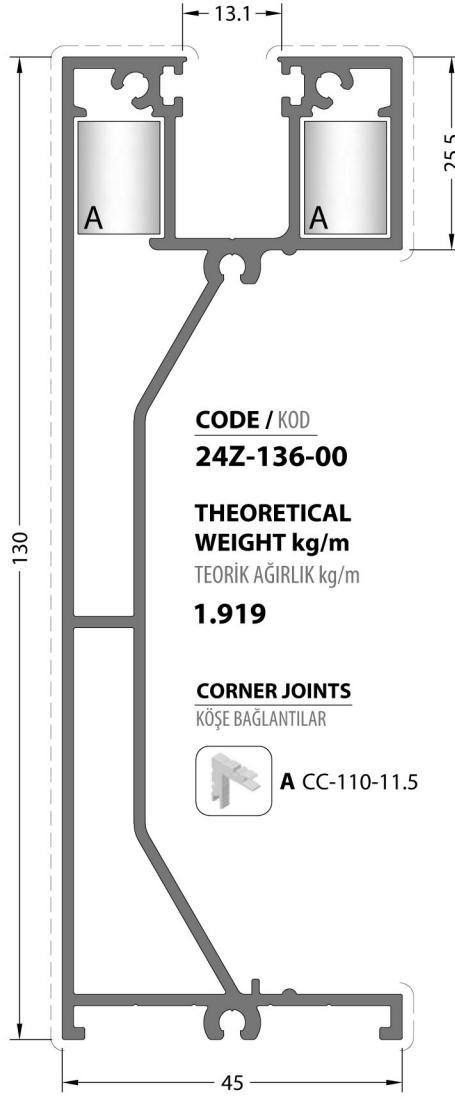 13.1
25.5
A
A
CODE / KOD
24Z-136-00
THEORETICAL
WEIGHT kg/m
TEORİK AĞIRLIK kg/m
1.919
130
CORNER JOINTS
KÖŞE BAĞLANTILAR
A CC-110-11.5
45